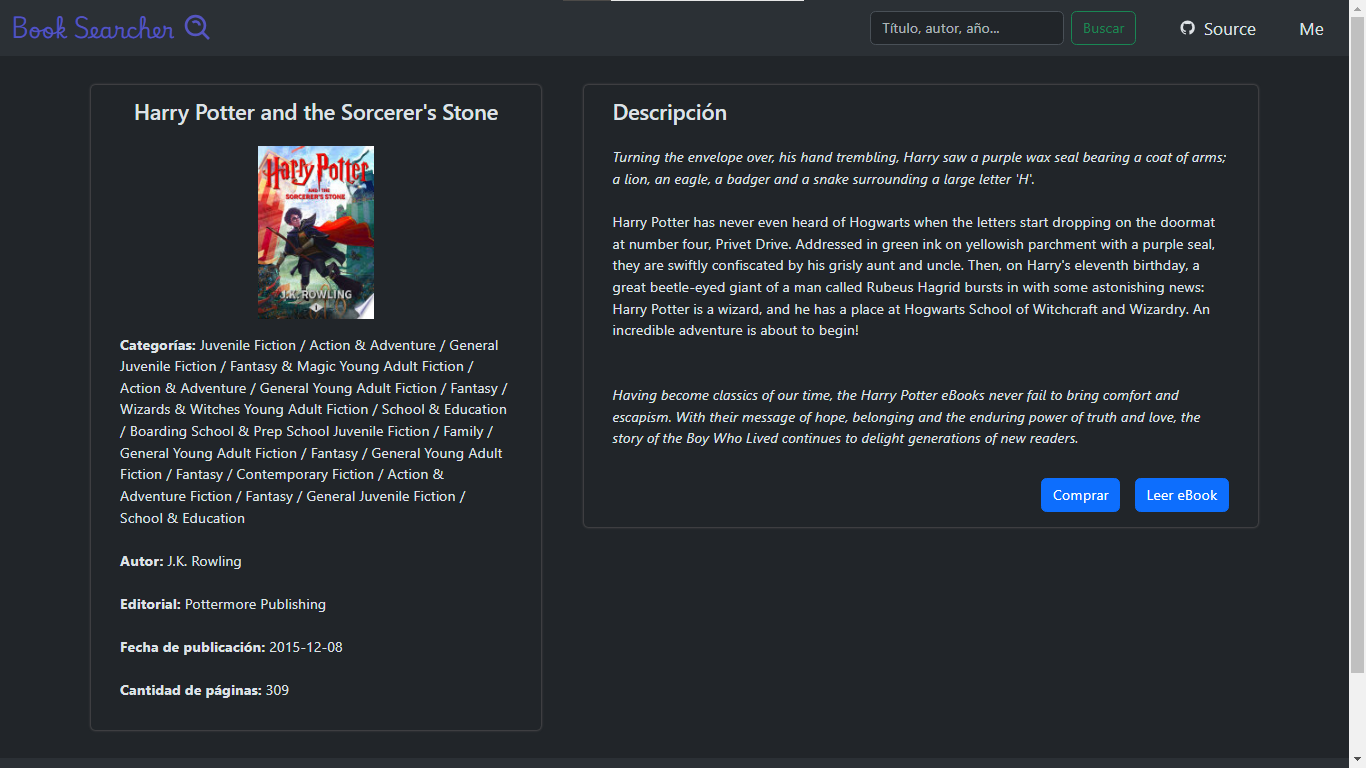 Book Searcher
Título, autor, año...
Buscar
Source
Me
Harry Potter and the Sorcerer's Stone
Harry Potter
AND THE
SORCERER'S STONE
J.K. ROWLING
1
Categorías: Juvenile Fiction / Action & Adventure / General
Juvenile Fiction / Fantasy & Magic Young Adult Fiction /
Action & Adventure / General Young Adult Fiction / Fantasy /
Wizards & Witches Young Adult Fiction / School & Education
/ Boarding School & Prep School Juvenile Fiction / Family /
General Young Adult Fiction / Fantasy / General Young Adult
Fiction / Fantasy / Contemporary Fiction / Action &
Adventure Fiction / Fantasy / General Juvenile Fiction /
School & Education
Autor: J.K. Rowling
Editorial: Pottermore Publishing
Fecha de publicación: 2015-12-08
Cantidad de páginas: 309
Descripción
Turning the envelope over, his hand trembling, Harry saw a purple wax seal bearing a coat of arms;
a lion, an eagle, a badger and a snake surrounding a large letter 'H'.
Harry Potter has never even heard of Hogwarts when the letters start dropping on the doormat
at number four, Privet Drive. Addressed in green ink on yellowish parchment with a purple seal,
they are swiftly confiscated by his grisly aunt and uncle. Then, on Harry's eleventh birthday, a
great beetle-eyed giant of a man called Rubeus Hagrid bursts in with some astonishing news:
Harry Potter is a wizard, and he has a place at Hogwarts School of Witchcraft and Wizardry. An
incredible adventure is about to begin!
Having become classics of our time, the Harry Potter eBooks never fail to bring comfort and
escapism. With their message of hope, belonging and the enduring power of truth and love, the
story of the Boy Who Lived continues to delight generations of new readers.
Comprar
Leer eBook